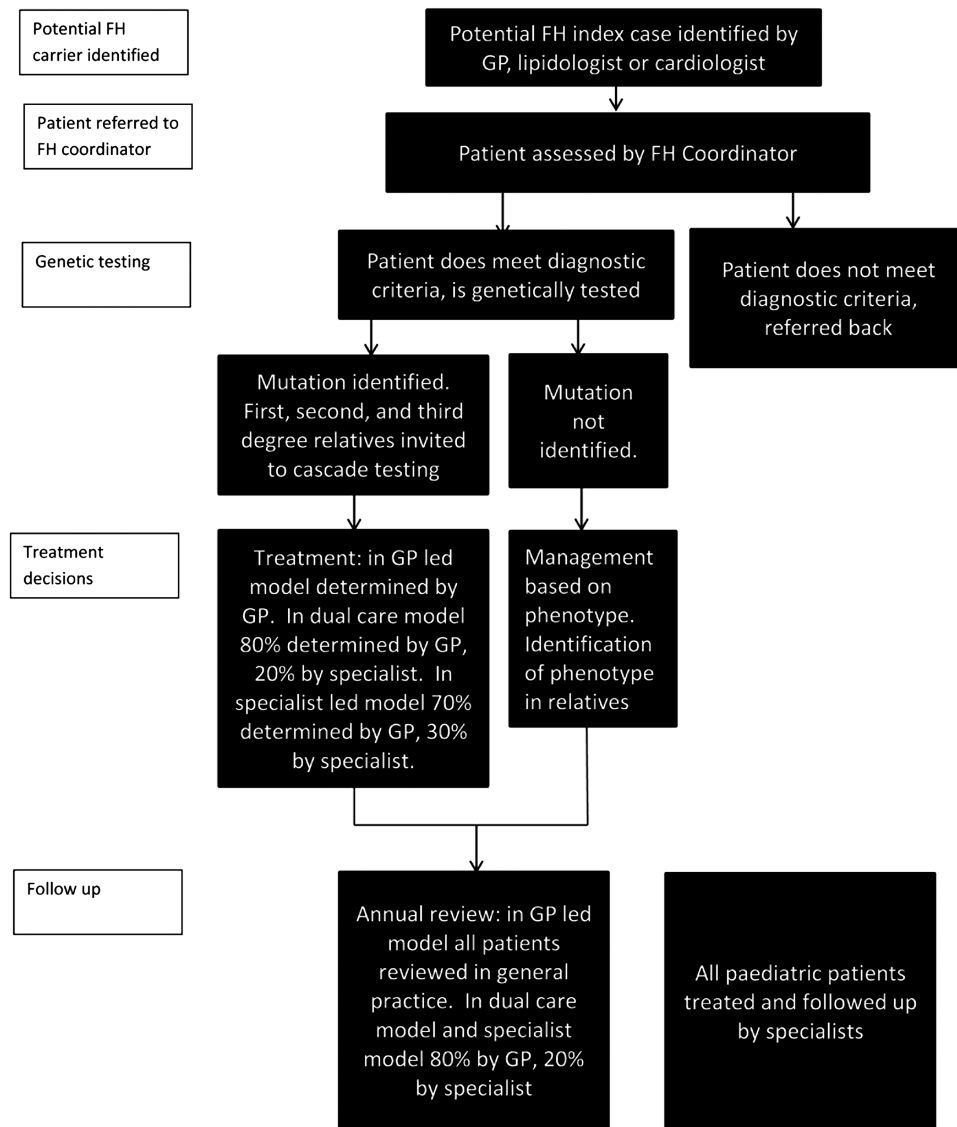 Potential FH
carrier identified
Potential FH index case identified by
GP, lipidologist or cardiologist
Patient referred to
FH coordinator
Patient assessed by FH Coordinator
Genetic testing
Patient does meet diagnostic
criteria, is genetically tested
Patient does not meet
diagnostic criteria,
referred back
Mutation identified.
First, second, and third
degree relatives invited
to cascade testing
Mutation
not
identified.
Treatment
decisions
Treatment: in GP led
model determined by
GP. In dual care model
80% determined by GP,
20% by specialist. In
specialist led model 70%
determined by GP, 30%
by specialist.
Management
based on
phenotype.
Identification
of phenotype
in relatives
Follow up
Annual review: in GP led
model all patients
reviewed in general
practice. In dual care
model and specialist
model 80% by GP, 20%
by specialist
All paediatric patients
treated and followed up
by specialists